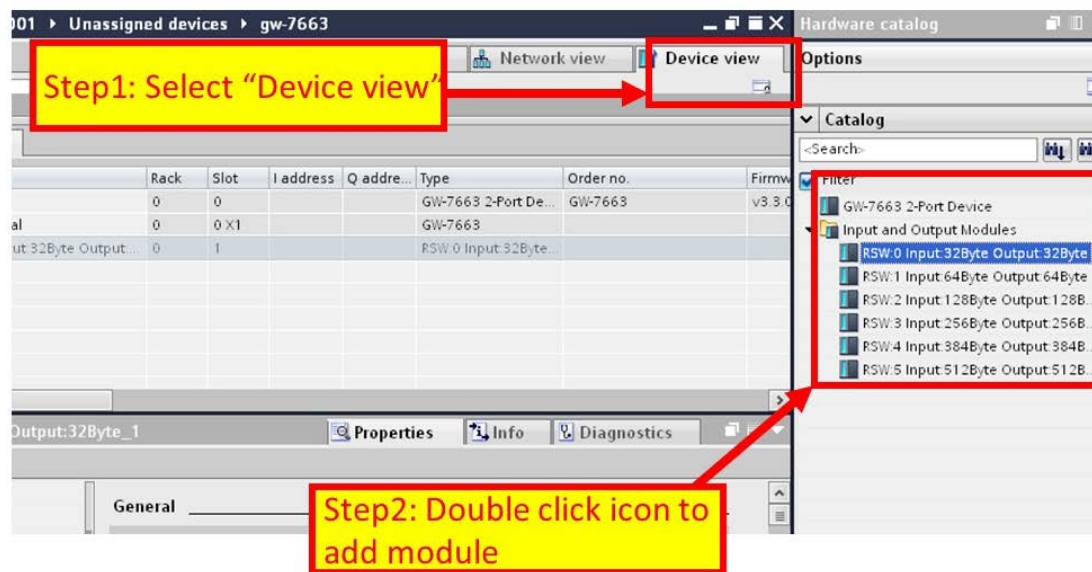 001 ▸ Unassigned devices ▸ gw-7663
Hardware catalog
Network view
Device view
Options
Step1: Select “Device view”
Catalog
<Search>
Rack Slot I address Q addre... Type Order no. Firmw
Filter
0 0 GW-7663 2-Port De... GW-7663 v3.3.0
GW-7663 2-Port Device
al 0 0 X1 GW-7663
Input and Output Modules
ut:32Byte Output:... 0 1 RSW:0 Input:32Byte...
RSW:0 Input:32Byte Output:32Byte
RSW:1 Input:64Byte Output:64Byte
RSW:2 Input:128Byte Output:128B...
RSW:3 Input:256Byte Output:256B...
RSW:4 Input:384Byte Output:384B...
RSW:5 Input:512Byte Output:512B...
Output:32Byte_1
Properties
Info
Diagnostics
General
Step2: Double click icon to
add module